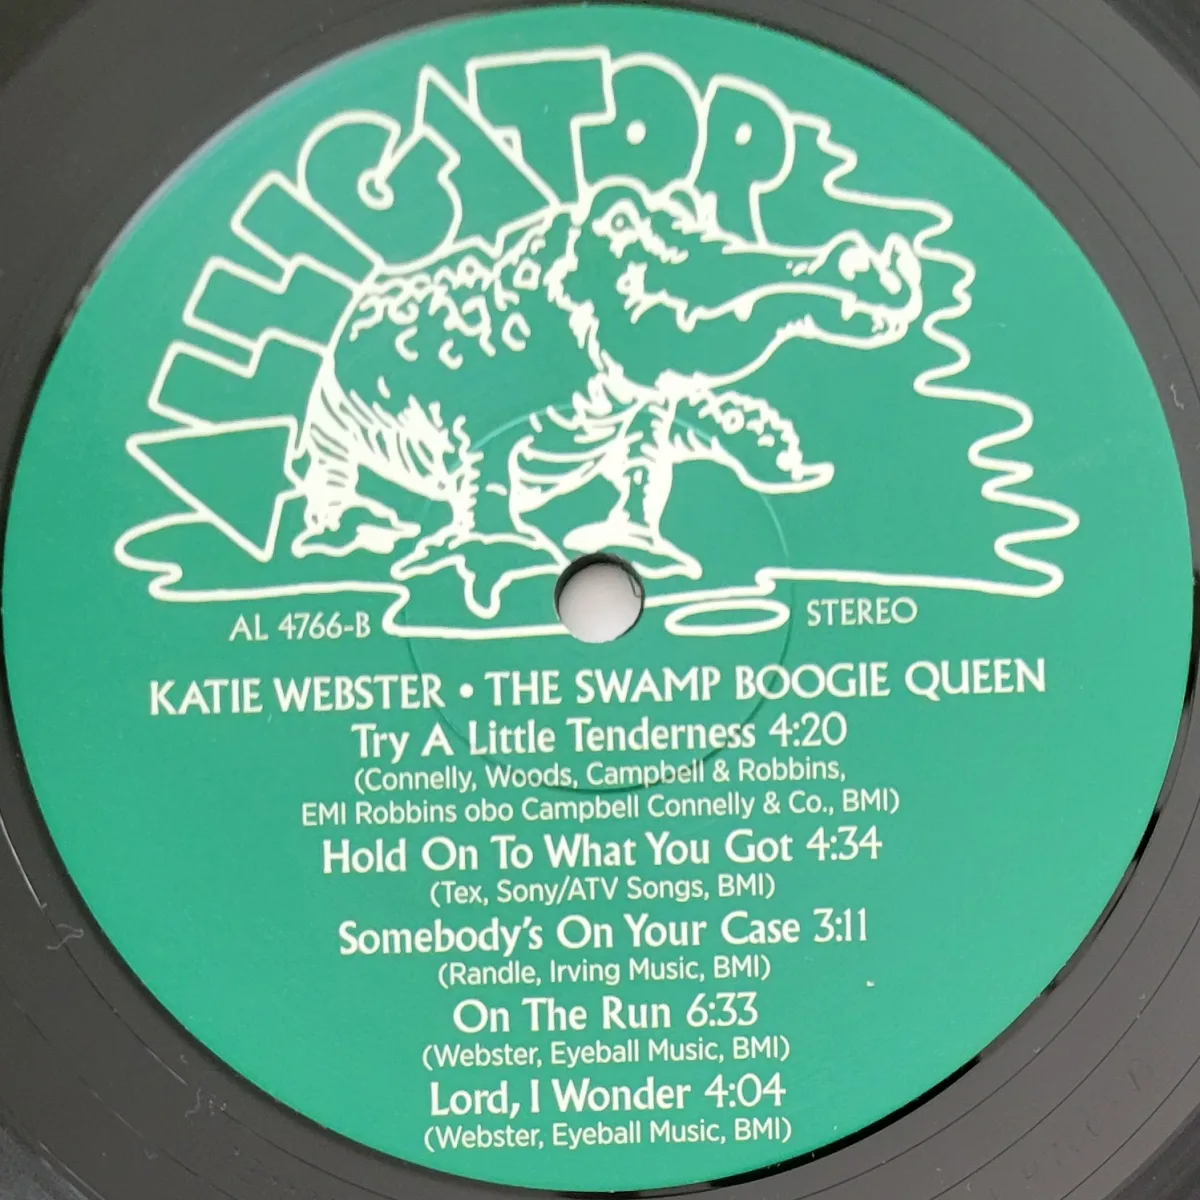 ALLIGATOR
AL 4766-B
STEREO
KATIE WEBSTER • THE SWAMP BOOGIE QUEEN
Try A Little Tenderness 4:20
(Connelly, Woods, Campbell & Robbins,
EMI Robbins obo Campbell Connelly & Co., BMI)
Hold On To What You Got 4:34
(Tex, Sony/ATV Songs, BMI)
Somebody's On Your Case 3:11
(Randle, Irving Music, BMI)
On The Run 6:33
(Webster, Eyeball Music, BMI)
Lord, I Wonder 4:04
(Webster, Eyeball Music, BMI)